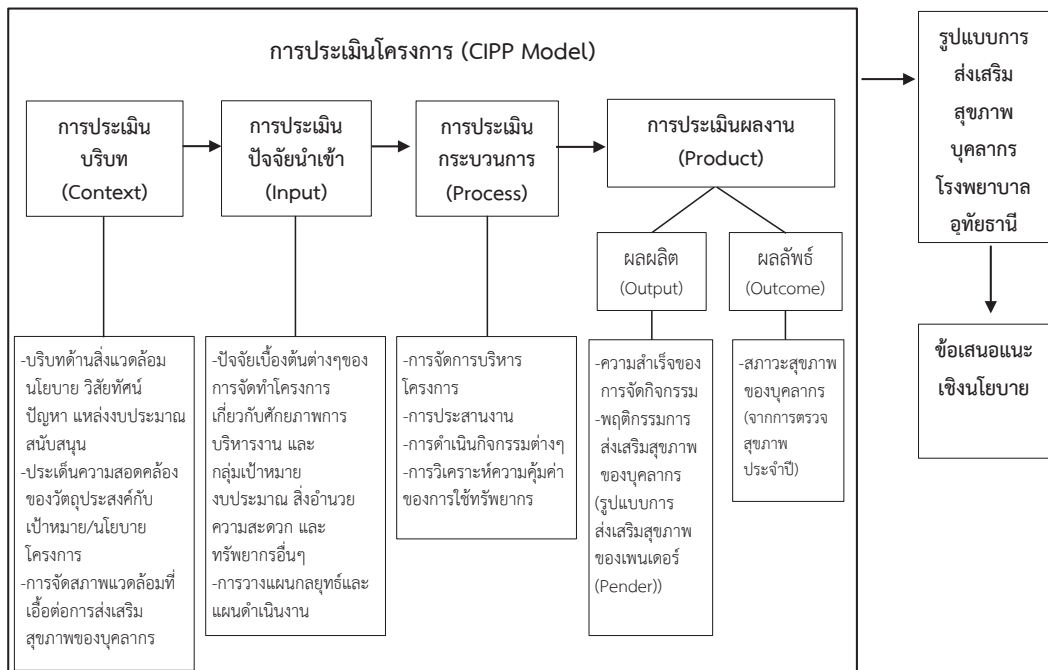 การประเมินโครงการ (CIPP Model)
การประเมิน
บริบท
(Context)
การประเมิน
ปัจจัยนำเข้า
(Input)
การประเมิน
กระบวนการ
(Process)
การประเมินผลงาน
(Product)
ผลผลิต
(Output)
ผลลัพธ์
(Outcome)
-บริบทด้านสิ่งแวดล้อม
นโยบาย วิสัยทัศน์
ปัญหา แหล่งงบประมาณ
สนับสนุน
-ประเด็นความสอดคล้อง
ของวัตถุประสงค์กับ
เป้าหมาย/นโยบาย
โครงการ
-การจัดสภาพแวดล้อมที่
เอื้อต่อการส่งเสริม
สุขภาพของบุคลากร
-ปัจจัยเบื้องต้นต่างๆของ
การจัดทำโครงการ
เกี่ยวกับศักยภาพการ
บริหารงาน และ
กลุ่มเป้าหมาย
งบประมาณ สิ่งอำนวย
ความสะดวก และ
ทรัพยากรอื่นๆ
-การวางแผนกลยุทธ์และ
แผนดำเนินงาน
-การจัดการบริหาร
โครงการ
-การประสานงาน
-การดำเนินกิจกรรมต่างๆ
-การวิเคราะห์ความคุ้มค่า
ของการใช้ทรัพยากร
-ความสำเร็จของ
การจัดกิจกรรม
-พฤติกรรมการ
ส่งเสริมสุขภาพ
ของบุคลากร
(รูปแบบการ
ส่งเสริมสุขภาพ
ของเพนเดอร์
(Pender))
-สภาวะสุขภาพ
ของบุคลากร
(จากการตรวจ
สุขภาพ
ประจำปี)
รูปแบบการ
ส่งเสริม
สุขภาพ
บุคลากร
โรงพยาบาล
อุทัยธานี
ข้อเสนอแนะ
เชิงนโยบาย